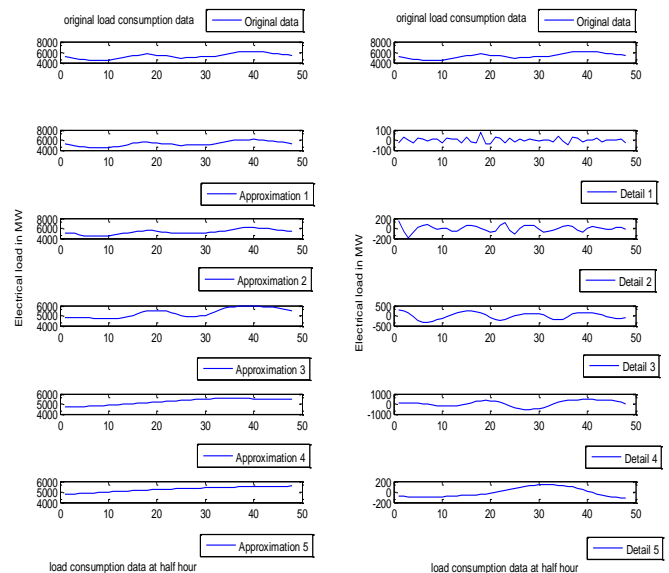 original load consumption data
Original data
8000
6000
4000
0 10 20 30 40 50
8000
6000
4000
0 10 20 30 40 50
Approximation 1
8000
6000
4000
0 10 20 30 40 50
Approximation 2
6000
5000
4000
0 10 20 30 40 50
Approximation 3
6000
5000
4000
0 10 20 30 40 50
Approximation 4
6000
5000
4000
0 10 20 30 40 50
Approximation 5
Electrical load in MW
load consumption data at half hour
original load consumption data
Original data
8000
6000
4000
0 10 20 30 40 50
100
0
-100
0 10 20 30 40 50
Detail 1
200
0
-200
0 10 20 30 40 50
Detail 2
500
0
-500
0 10 20 30 40 50
Detail 3
1000
0
-1000
0 10 20 30 40 50
Detail 4
200
0
-200
0 10 20 30 40 50
Detail 5
Electrical load in MW
load consumption data at half hour